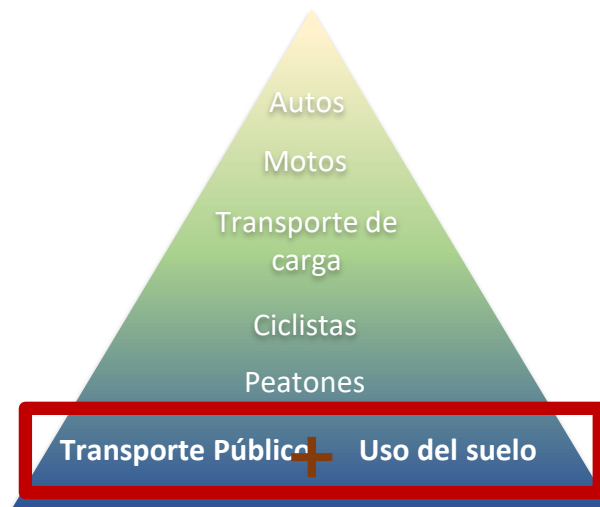 Autos
Motos
Transporte de
carga
Ciclistas
Peatones
Transporte Público + Uso del suelo